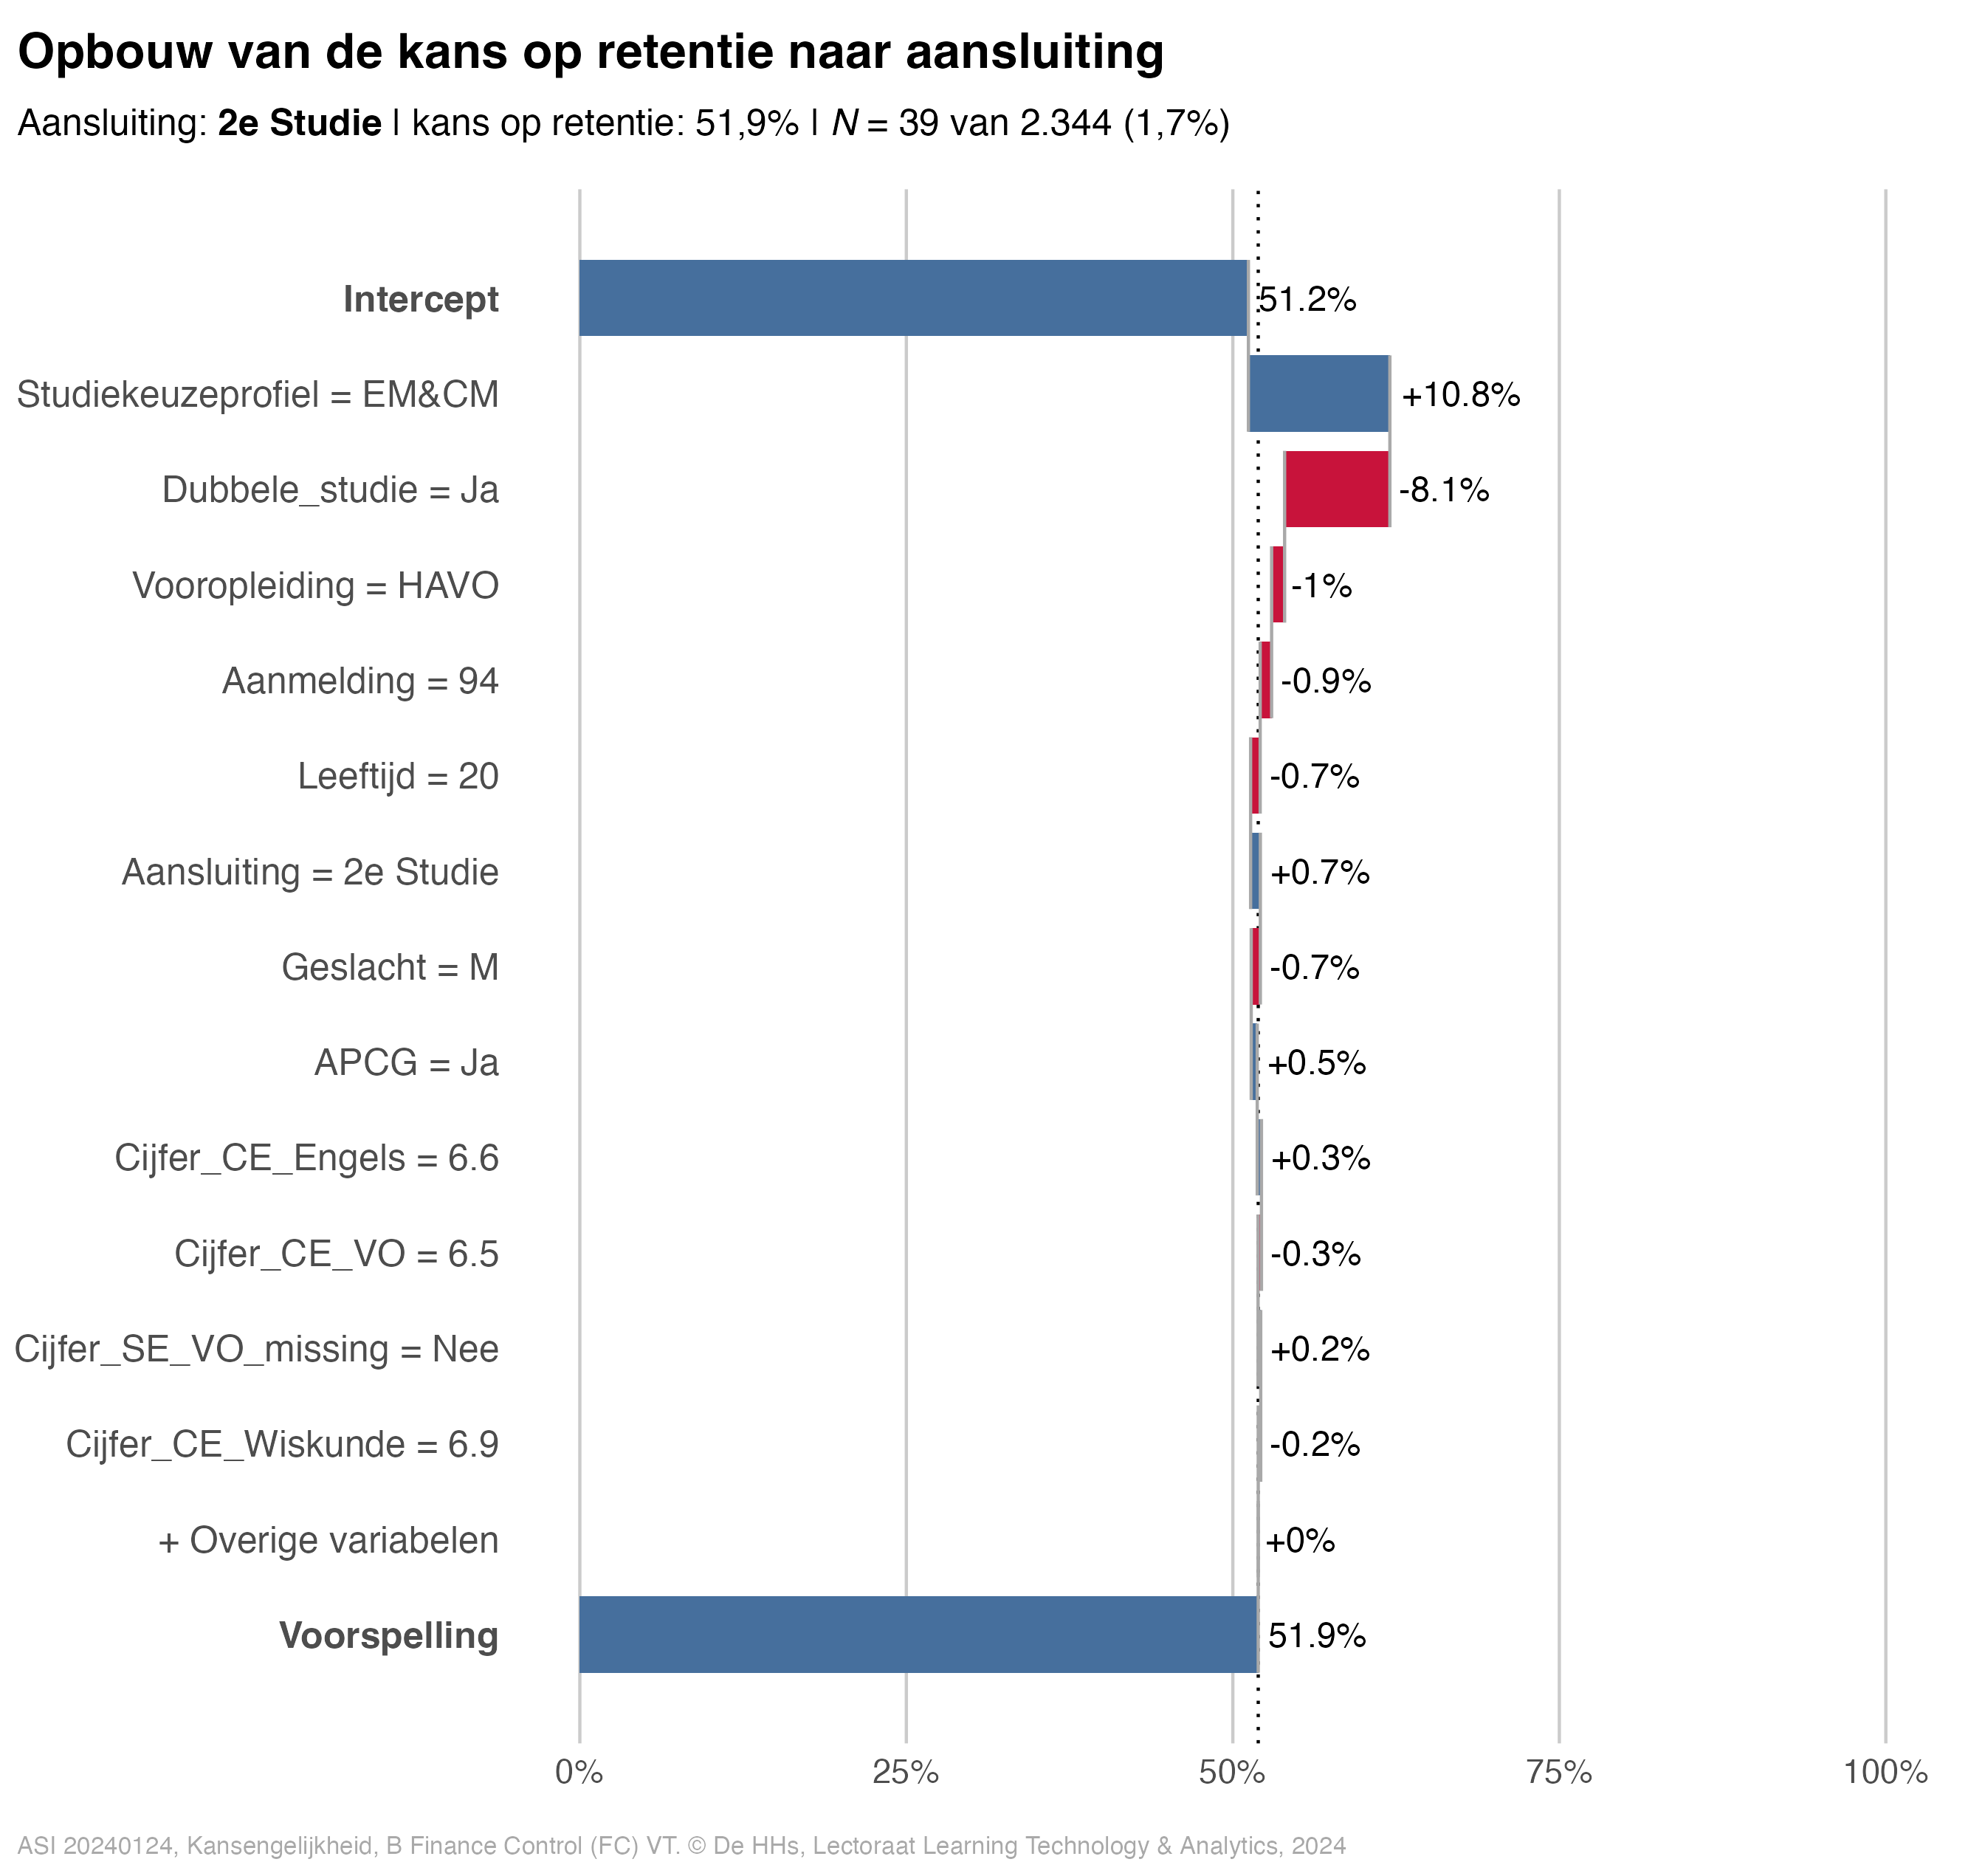 Opbouw van de kans op retentie naar aansluiting
Aansluiting: 2e Studie | kans op retentie: 51,9% | N = 39 van 2.344 (1,7%)
Intercept 51.2%
Studiekeuzeprofiel = EM&CM +10.8%
Dubbele_studie = Ja -8.1%
Vooropleiding = HAVO -1%
Aanmelding = 94 -0.9%
Leeftijd = 20 -0.7%
Aansluiting = 2e Studie +0.7%
Geslacht = M -0.7%
APCG = Ja +0.5%
Cijfer_CE_Engels = 6.6 +0.3%
Cijfer_CE_VO = 6.5 -0.3%
Cijfer_SE_VO_missing = Nee +0.2%
Cijfer_CE_Wiskunde = 6.9 -0.2%
+ Overige variabelen +0%
Voorspelling 51.9%
0% 25% 50% 75% 100%
ASI 20240124, Kansengelijkheid, B Finance Control (FC) VT. © De HHs, Lectoraat Learning Technology & Analytics, 2024